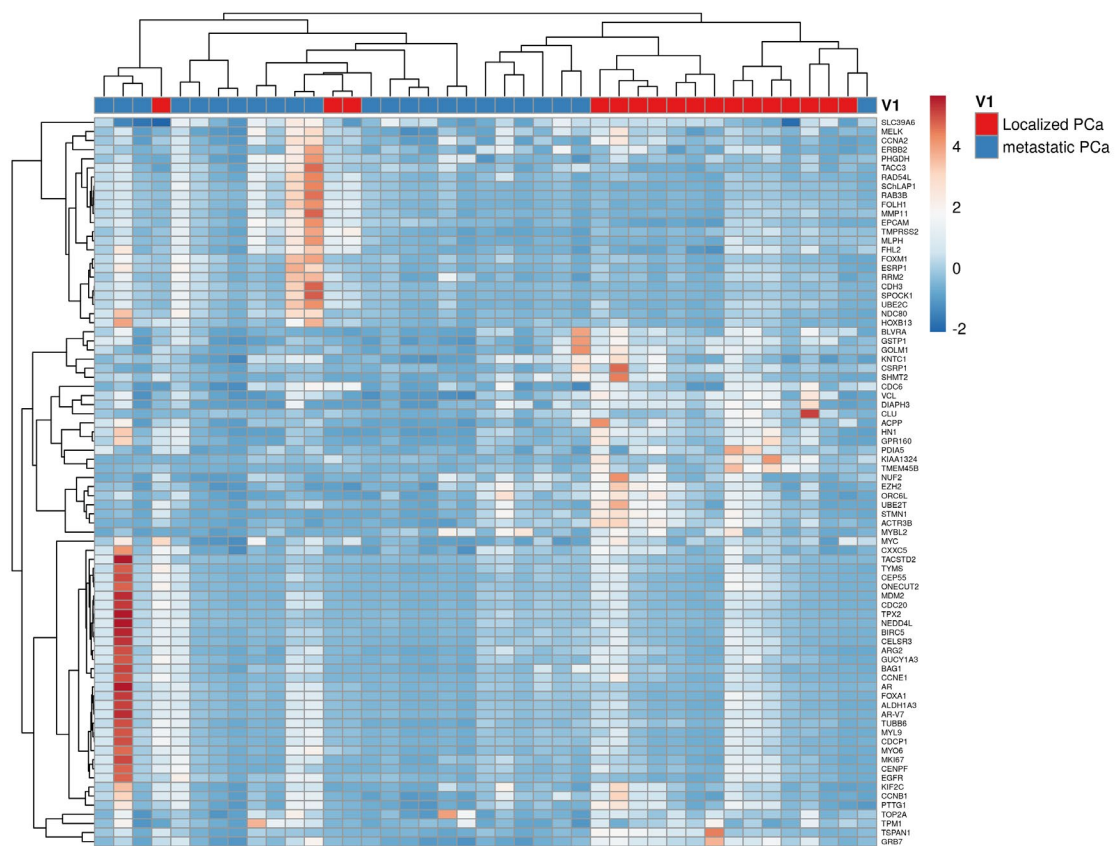 V1
SLC39A6
MELK
CCNA2
ERBB2
PHGDH
TACC3
RAD54L
SChLAP1
RAB3B
FOLH1
MMP11
EPCAM
TMPRSS2
MLPH
FHL2
FOXM1
ESRP1
RRM2
CDH3
SPOCK1
UBE2C
NDC80
HOXB13
BLVRA
GSTP1
GOLM1
KNTC1
CSRP1
SHMT2
CDC6
VCL
DIAPH3
CLU
ACPP
HN1
GPR160
PDIA5
KIAA1324
TMEM45B
NUF2
EZH2
ORC6L
UBE2T
STMN1
ACTR3B
MYBL2
MYC
CXXC5
TACSTD2
TYMS
CEP55
ONECUT2
MDM2
CDC20
TPX2
NEDD4L
BIRC5
CELSR3
ARG2
GUCY1A3
BAG1
CCNE1
AR
FOXA1
ALDH1A3
AR-V7
TUBB6
MYL9
CDCP1
MYO6
MKI67
CENPF
EGFR
KIF2C
CCNB1
PTTG1
TOP2A
TPM1
TSPAN1
GRB7
4
2
0
-2
V1
Localized PCa
metastatic PCa